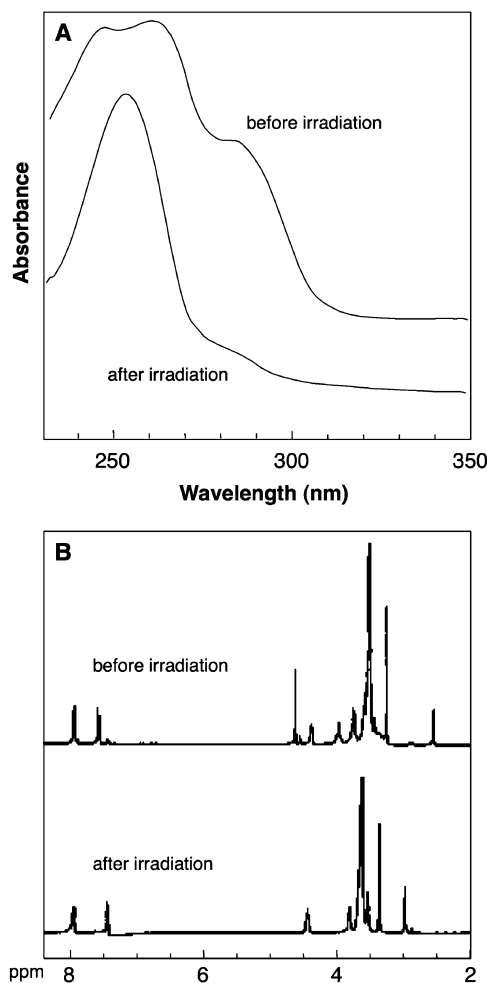 A
before irradiation
Absorbance
after irradiation
250 300 350
Wavelength (nm)
B
before irradiation
after irradiation
ppm 8 6 4 2